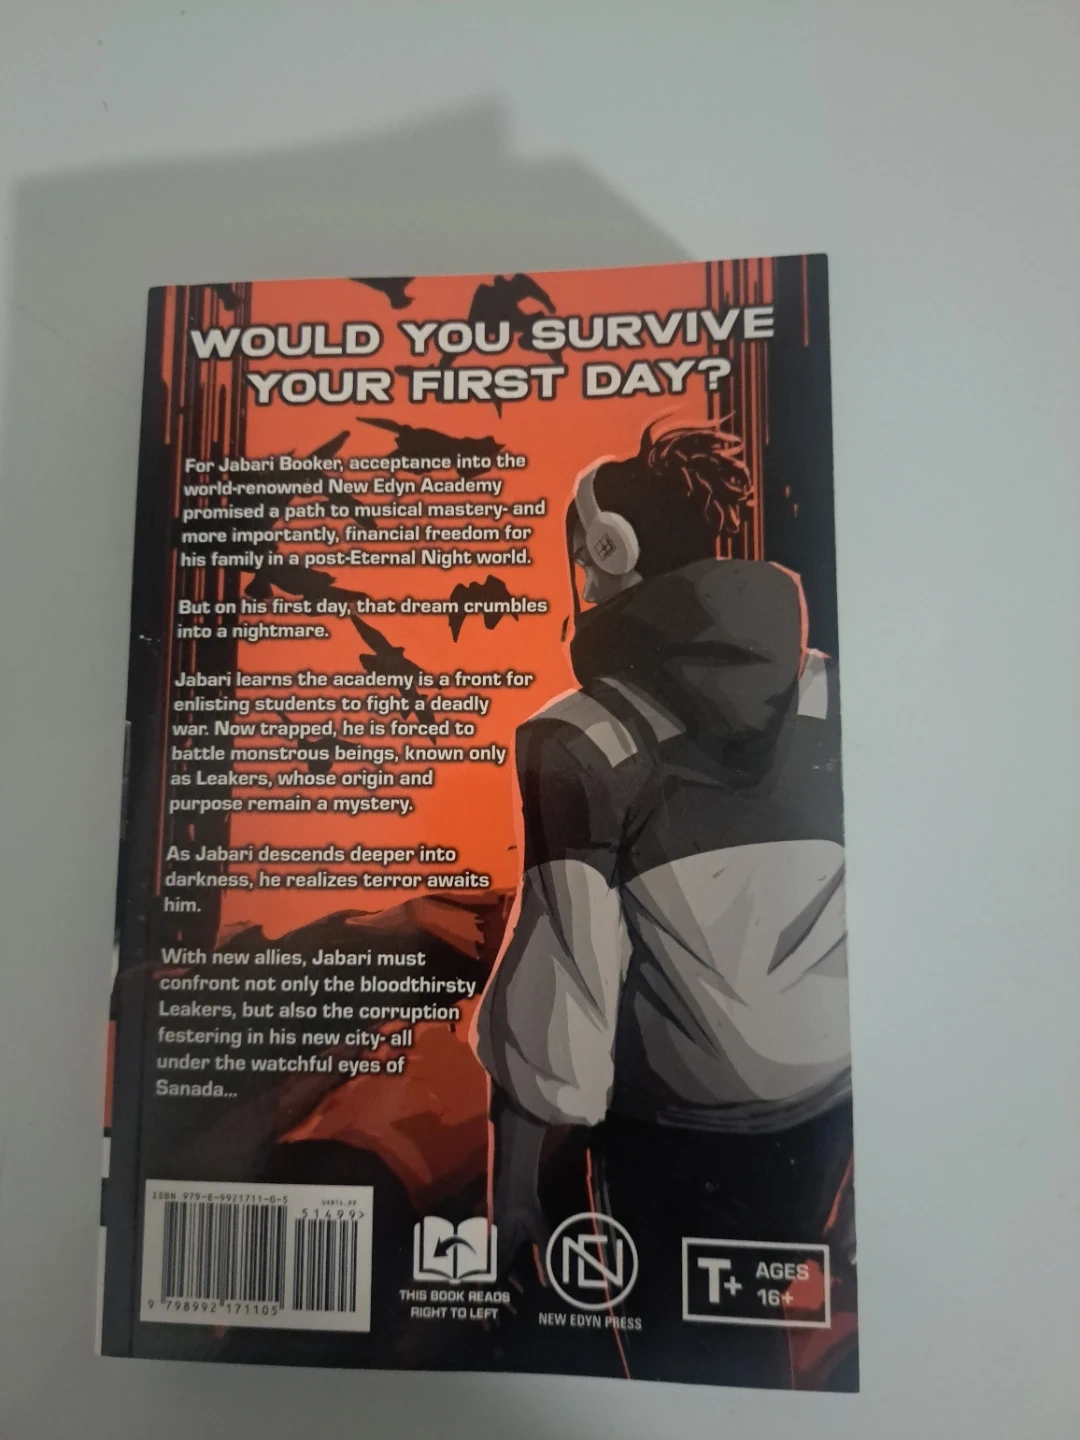 WOULD YOU SURVIVE
YOUR FIRST DAY?
For Jabari Booker, acceptance into the
world-renowned New Edyn Academy
promised a path to musical mastery- and
more importantly, financial freedom for
his family in a post-Eternal Night world.
But on his first day, that dream crumbles
into a nightmare.
Jabari learns the academy is a front for
enlisting students to fight a deadly
war. Now trapped, he is forced to
battle monstrous beings, known only
as Leakers, whose origin and
purpose remain a mystery.
As Jabari descends deeper into
darkness, he realizes terror awaits
him.
With new allies, Jabari must
confront not only the bloodthirsty
Leakers, but also the corruption
festering in his new city- all
under the watchful eyes of
Sanada...
ISBN 979-8-9921711-0-5
US$14.99
51499>
9 798992 171105
THIS BOOK READS
RIGHT TO LEFT
NEW EDYN PRESS
T+ AGES
16+